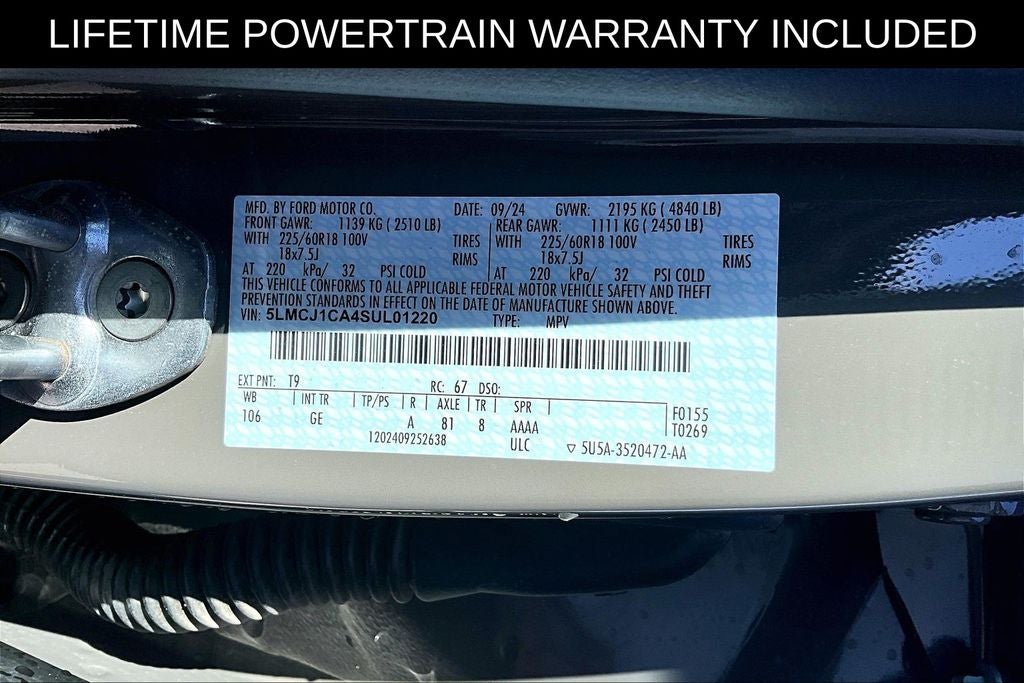 LIFETIME POWERTRAIN WARRANTY INCLUDED
MFD. BY FORD MOTOR CO. DATE: 09/24 GVWR: 2195 KG ( 4840 LB)
FRONT GAWR: 1139 KG ( 2510 LB) REAR GAWR: 1111 KG ( 2450 LB)
WITH 225/60R18 100V TIRES WITH 225/60R18 100V TIRES
18x7.5J RIMS 18x7.5J RIMS
AT 220 kPa/ 32 PSI COLD AT 220 kPa/ 32 PSI COLD
THIS VEHICLE CONFORMS TO ALL APPLICABLE FEDERAL MOTOR VEHICLE SAFETY AND THEFT
PREVENTION STANDARDS IN EFFECT ON THE DATE OF MANUFACTURE SHOWN ABOVE.
VIN: 5LMCJ1CA4SUL01220 TYPE: MPV
EXT PNT: T9 RC: 67 DSO:
WB INT TR TP/PS R AXLE TR SPR F0155
106 GE A 81 8 AAAA T0269
1202409252638 ULC 5U5A-3520472-AA